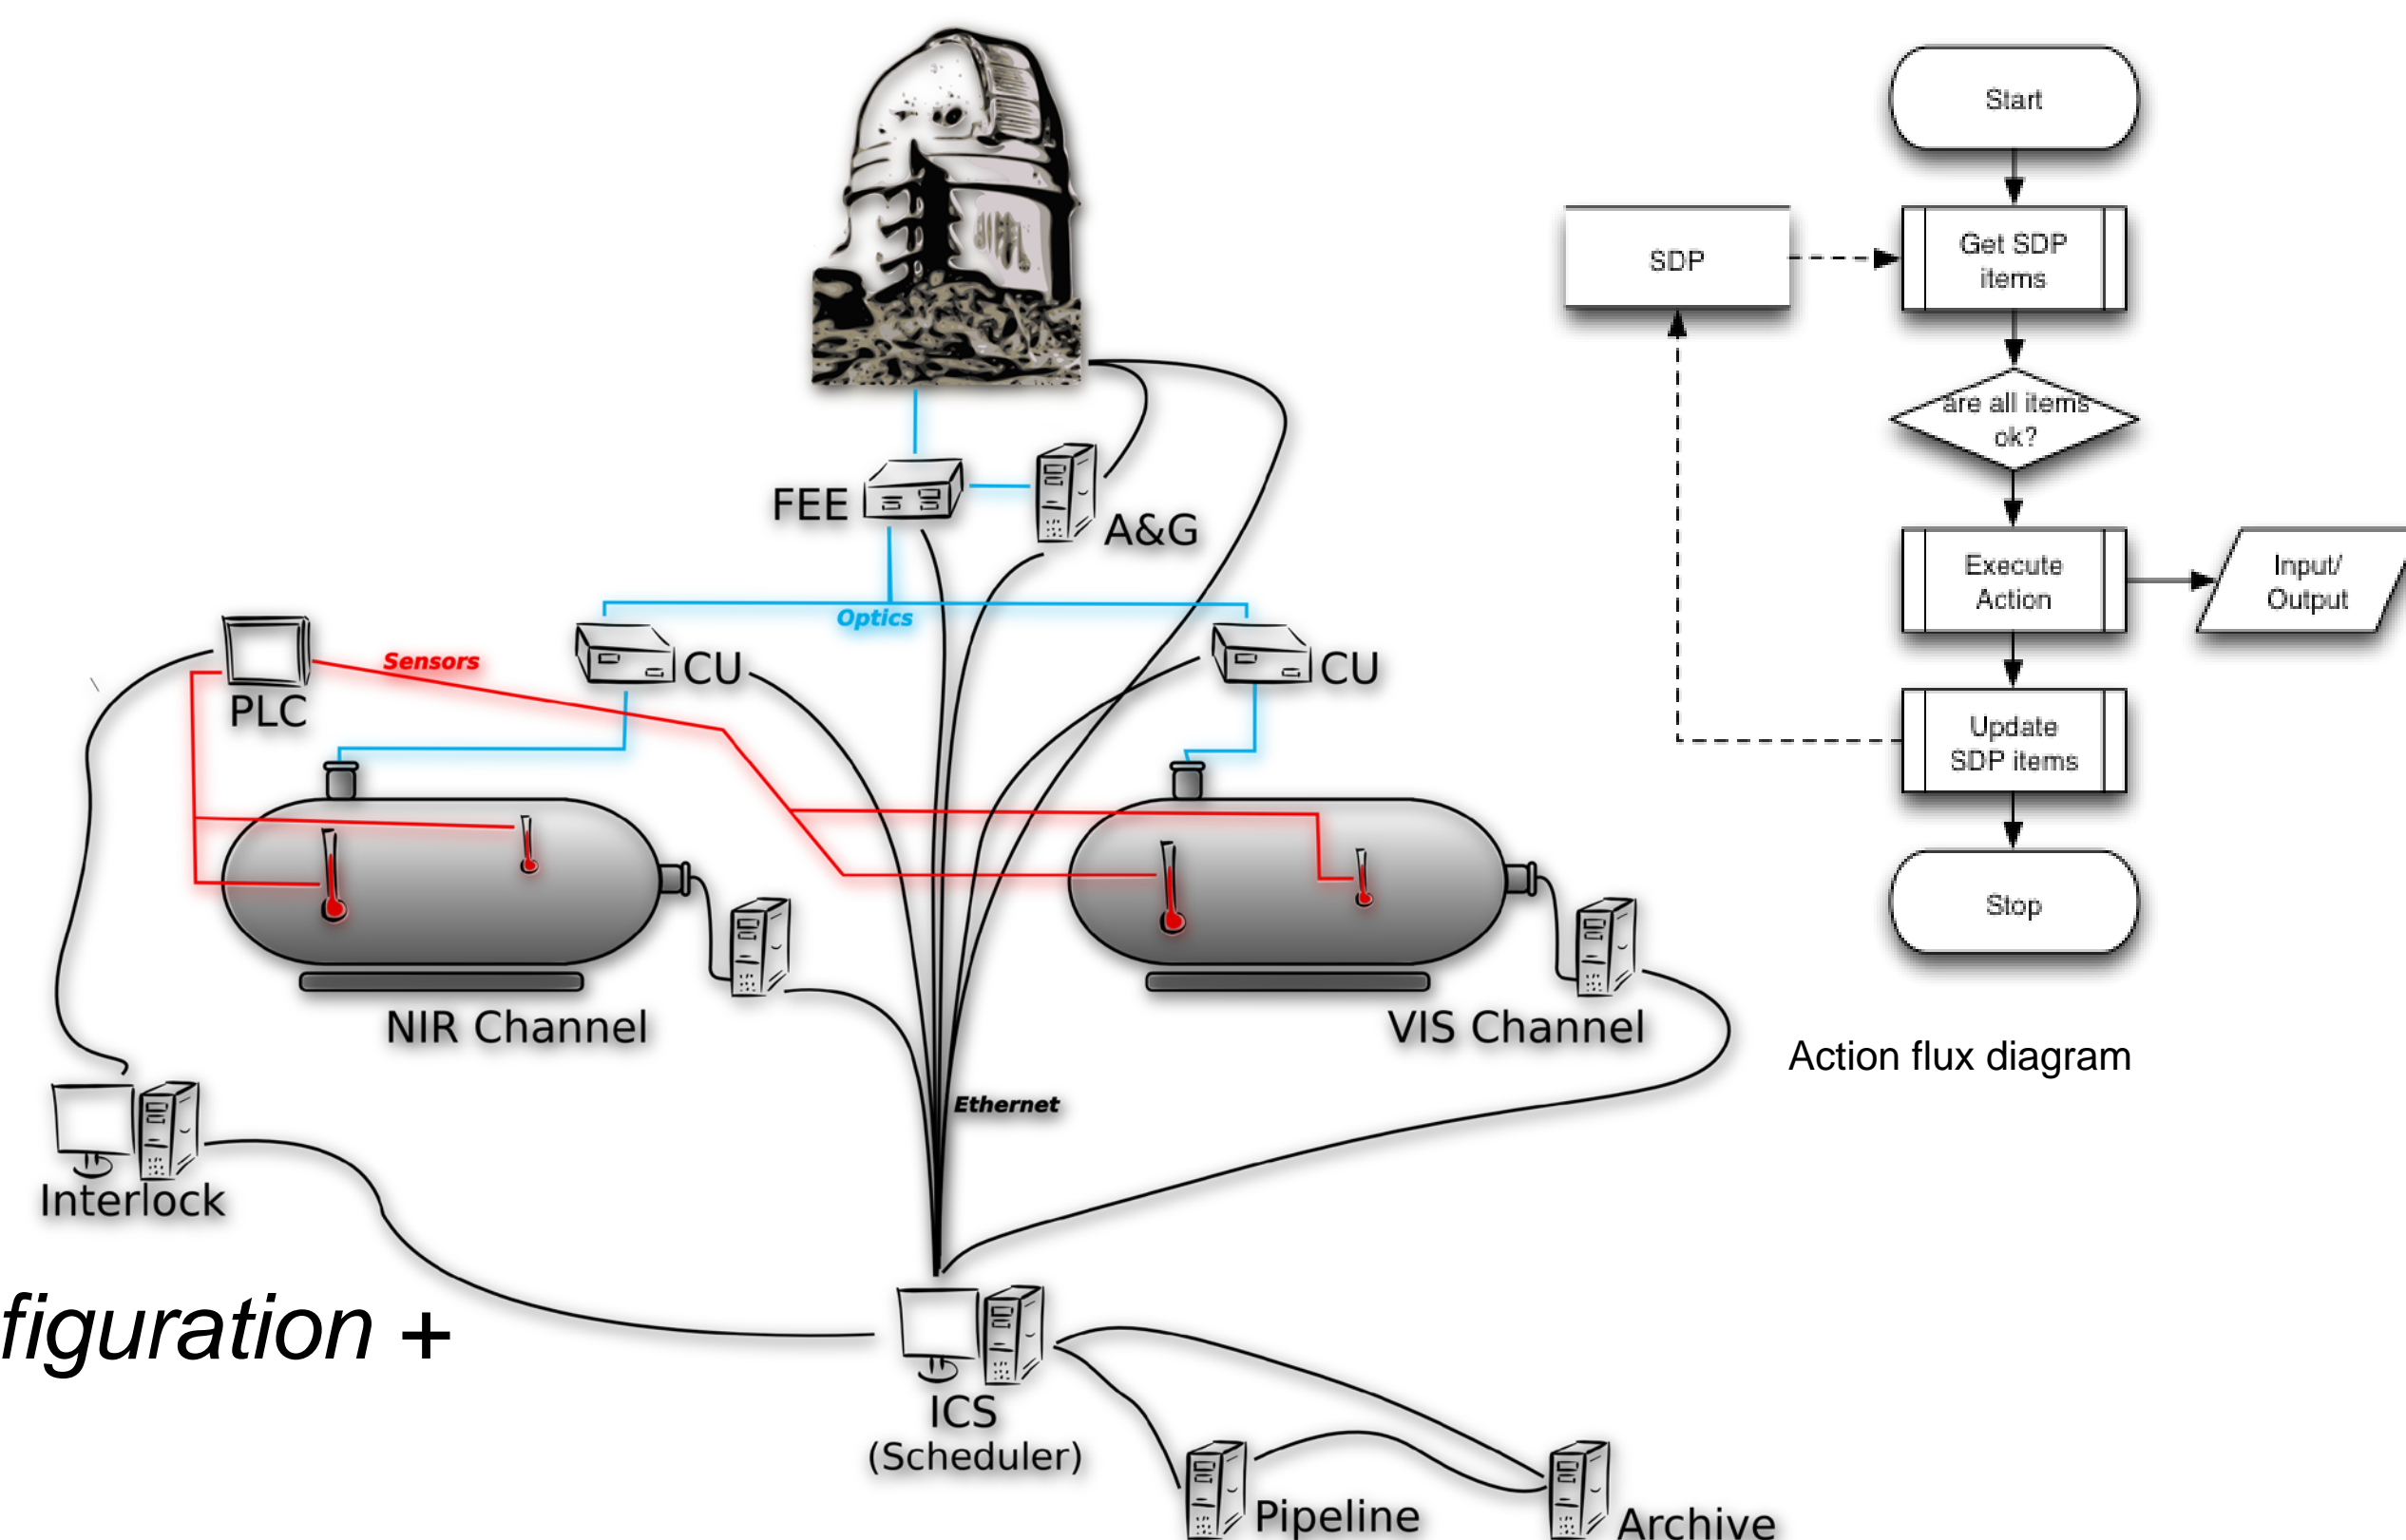 Start
SDP
Get SDP
items
are all items
ok?
Execute
Action
Input/
Output
Update
SDP items
Stop
Action flux diagram
FEE
A&G
Optics
Sensors
PLC
CU
CU
NIR Channel
VIS Channel
Ethernet
Interlock
figuration +
ICS
(Scheduler)
Pipeline
Archive